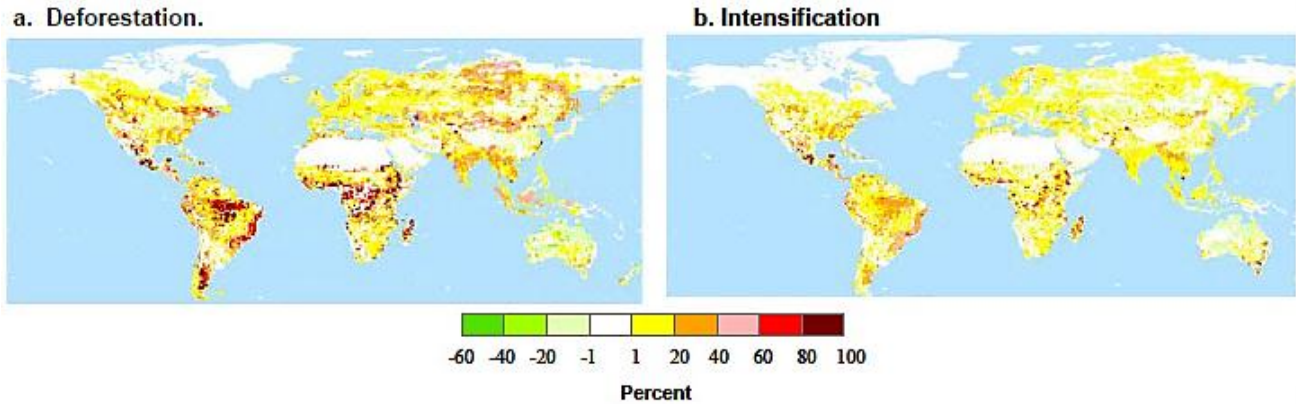 a. Deforestation.
b. Intensification
-60 -40 -20 -1 1 20 40 60 80 100
Percent